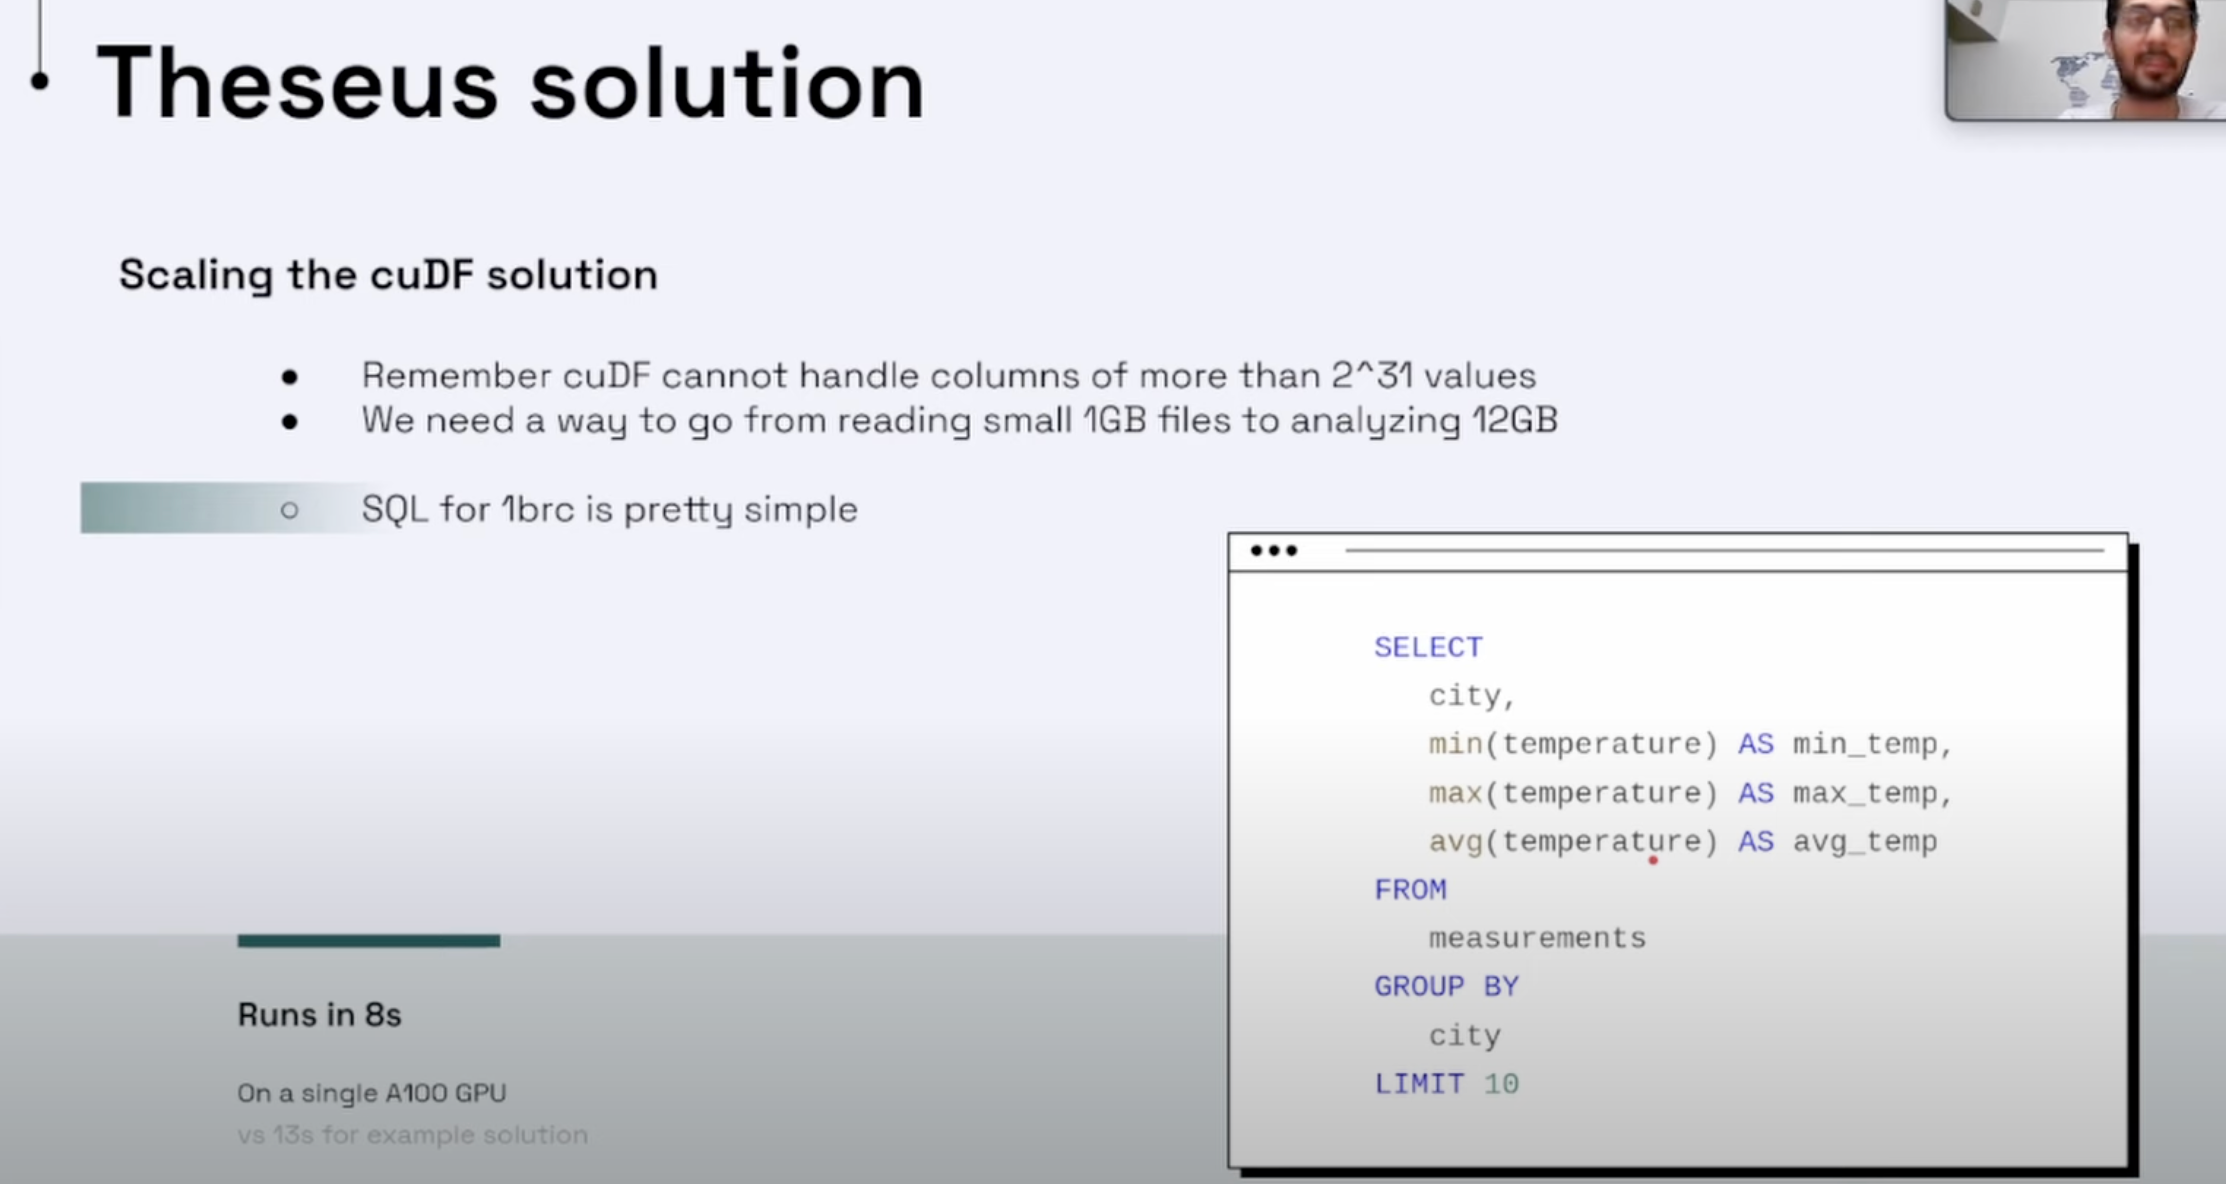 Theseus solution
Scaling the cuDF solution
Remember cuDF cannot handle columns of more than 2^31 values
We need a way to go from reading small 1GB files to analyzing 12GB
SQL for 1brc is pretty simple
SELECT
city,
min(temperature) AS min_temp,
max(temperature) AS max_temp,
avg(temperature) AS avg_temp
FROM
measurements
GROUP BY
city
LIMIT 10
Runs in 8s
On a single A100 GPU
vs 13s for example solution